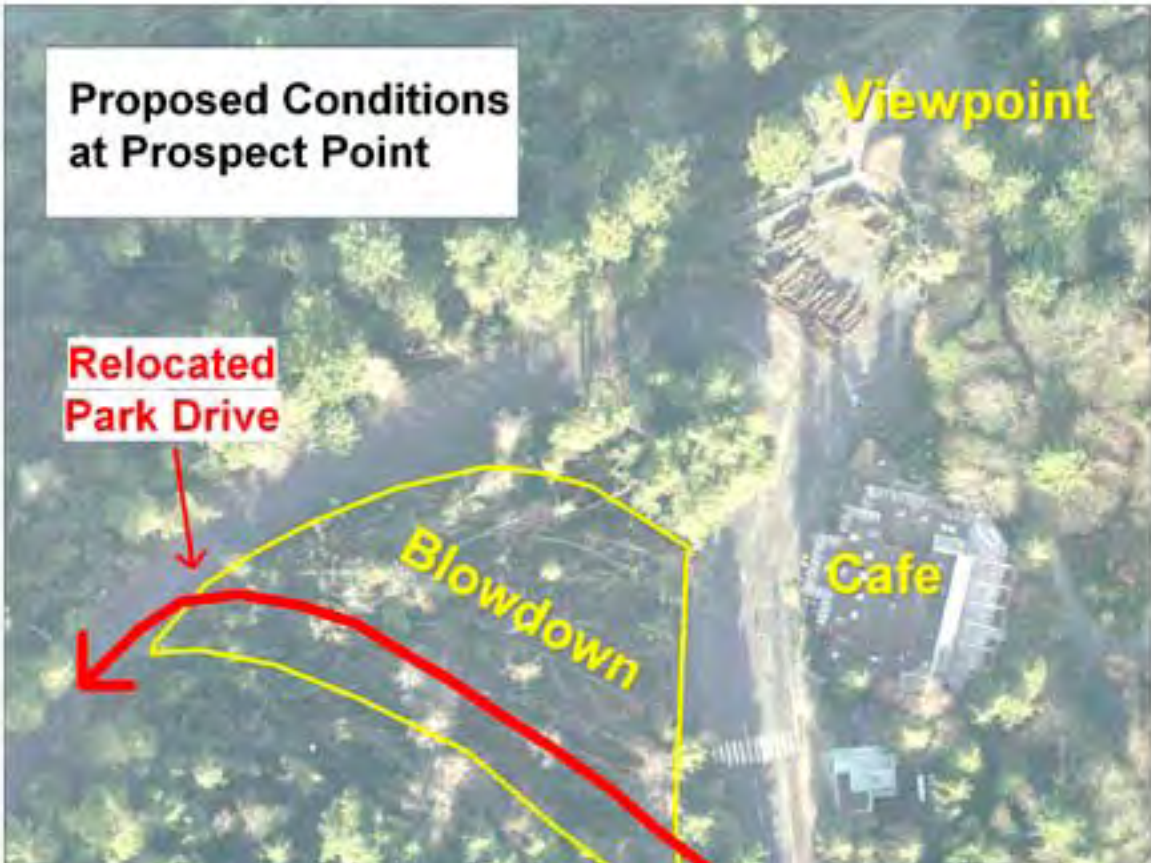 Proposed Conditions
at Prospect Point
Viewpoint
Relocated
Park Drive
Blowdown
Cafe